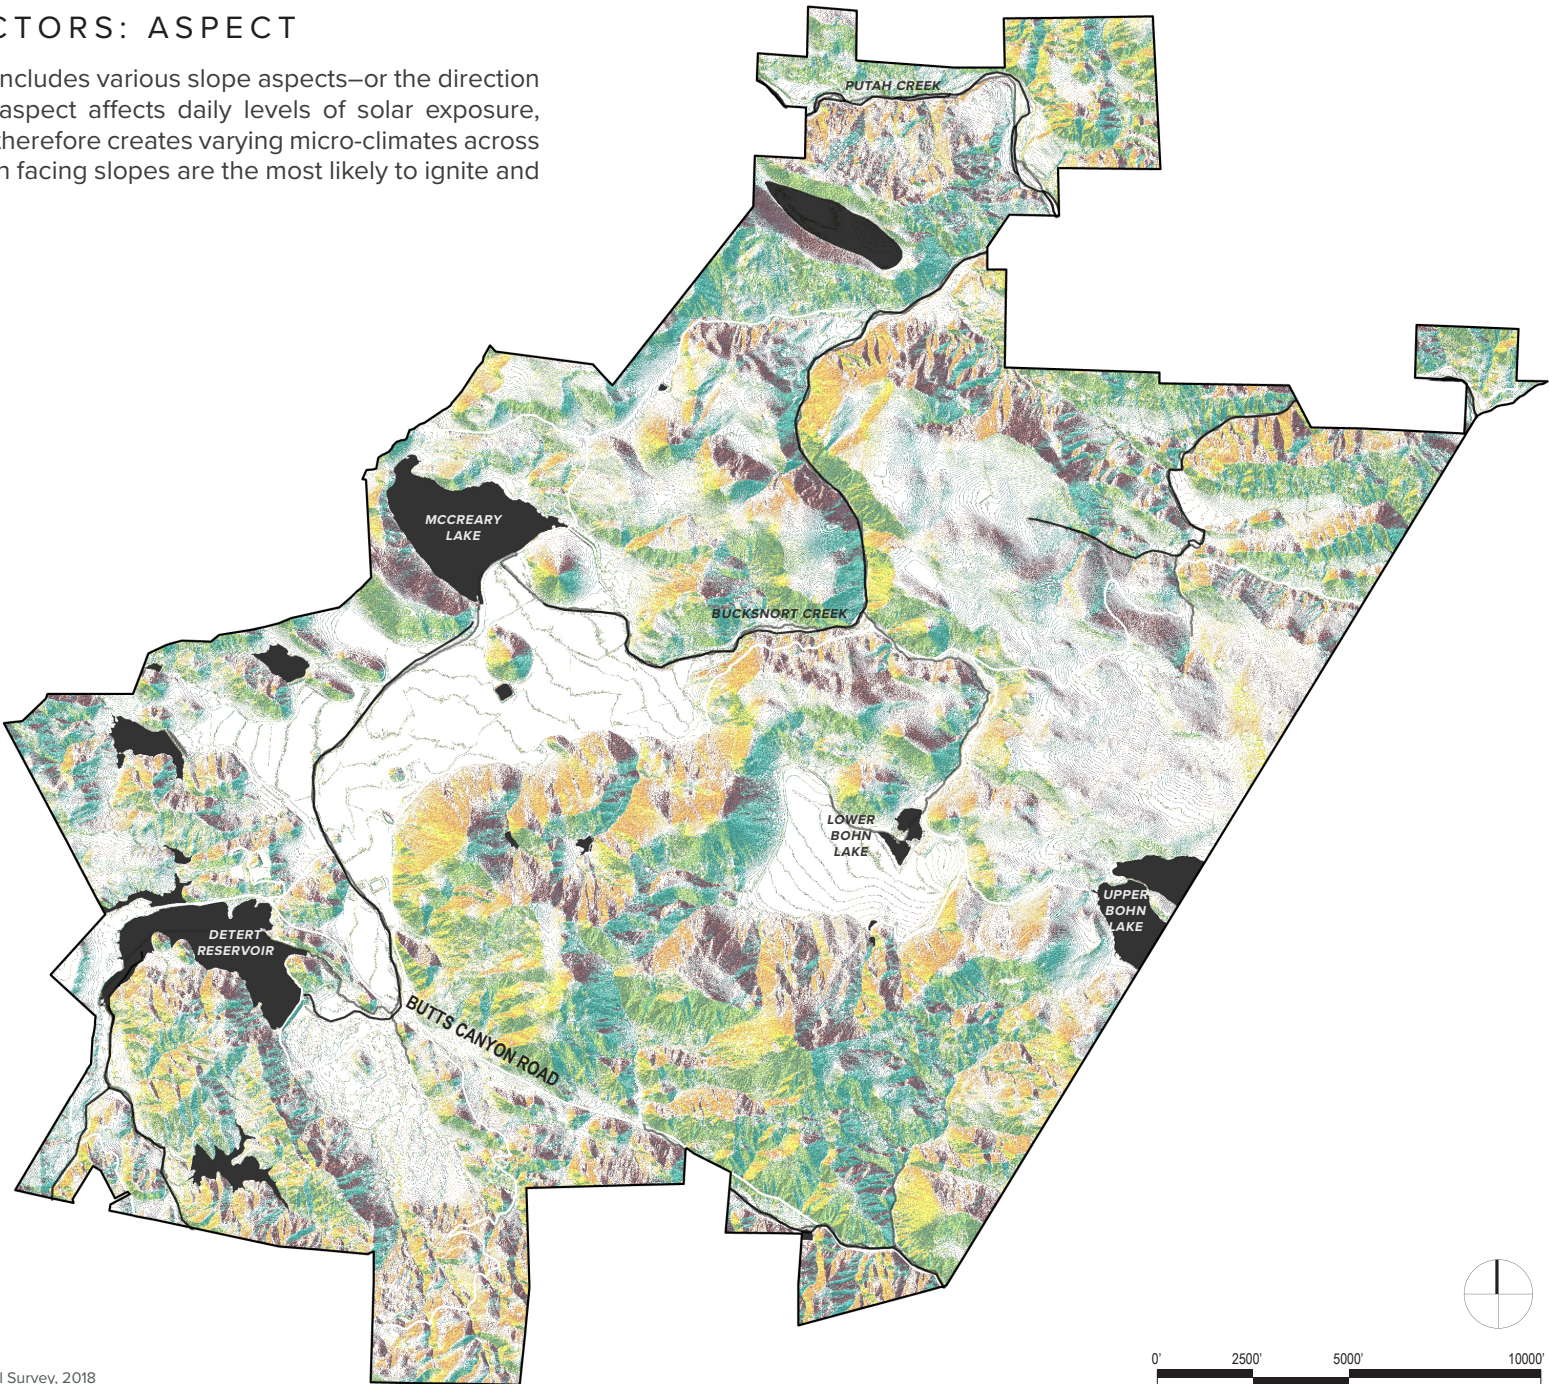 CTORS: ASPECT
includes various slope aspects–or the direction
aspect affects daily levels of solar exposure,
therefore creates varying micro-climates across
facing slopes are the most likely to ignite and
PUTAH CREEK
MCCREARY
LAKE
BUCKSNORT CREEK
LOWER
BOHN
LAKE
UPPER
BOHN
LAKE
DETERT
RESERVOIR
BUTTS CANYON ROAD
0' 2500' 5000' 10000'
Survey, 2018